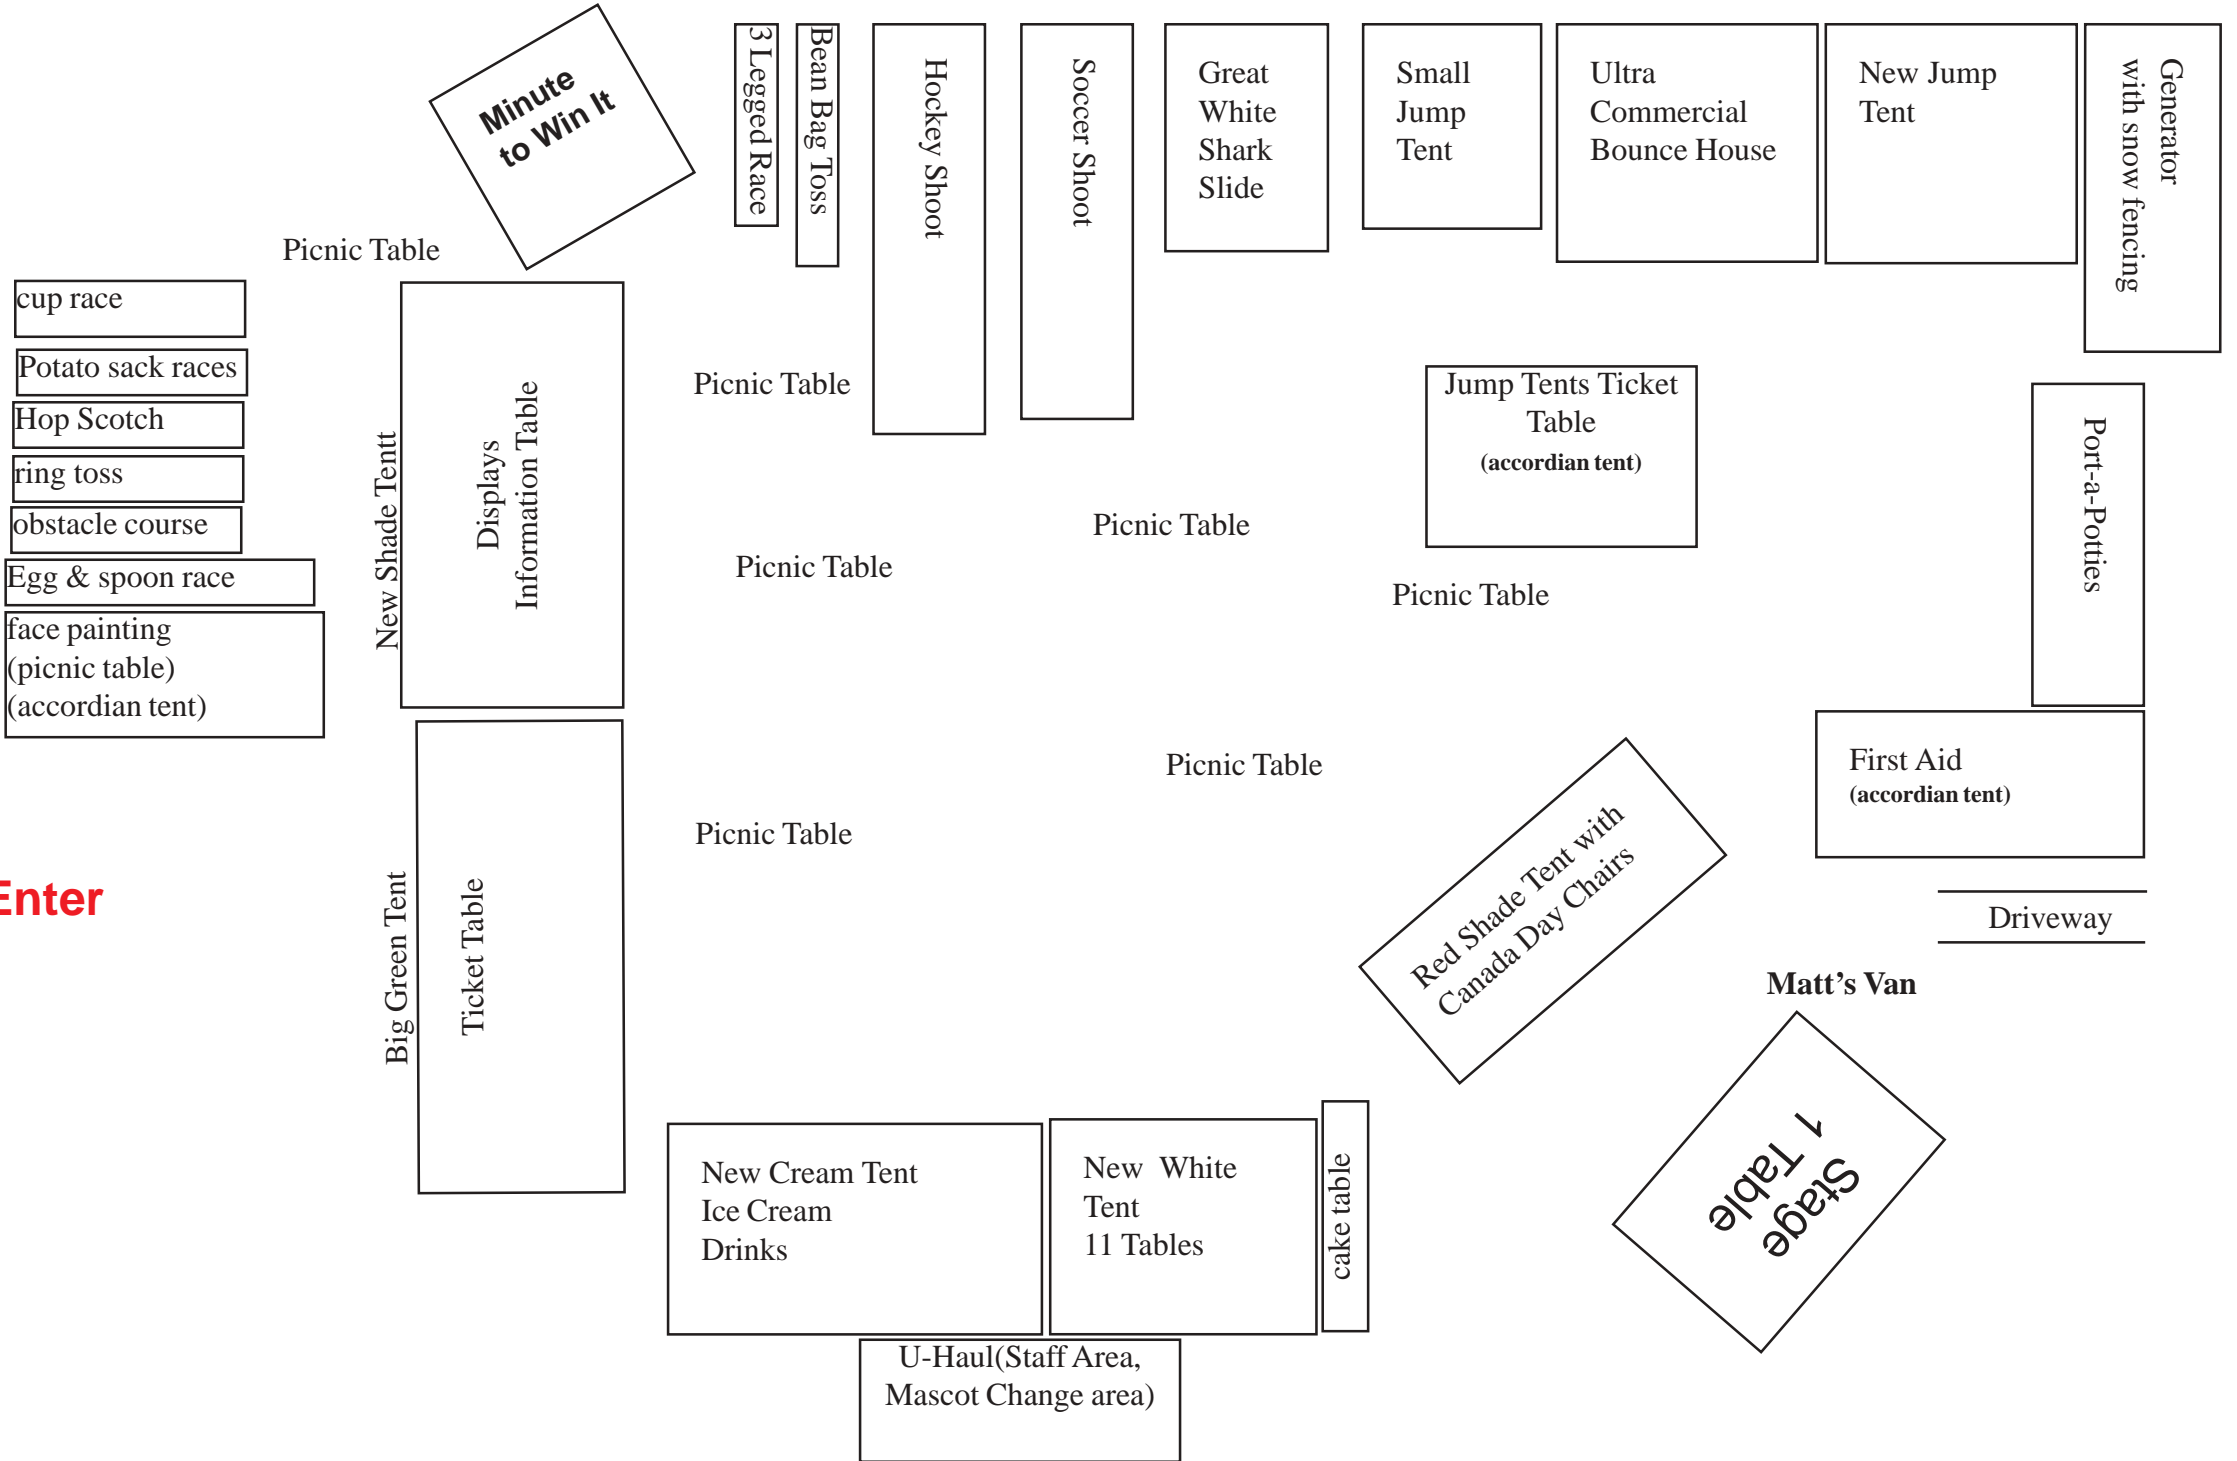 Minute
to Win It
3 Legged Race
Bean Bag Toss
Hockey Shoot
Soccer Shoot
Great
White
Shark
Slide
Small
Jump
Tent
Ultra
Commercial
Bounce House
New Jump
Tent
Generator
with snow fencing
Picnic Table
cup race
Potato sack races
Hop Scotch
ring toss
obstacle course
Egg & spoon race
face painting
(picnic table)
(accordian tent)
New Shade Tentt
Displays
Information Table
Picnic Table
Picnic Table
Picnic Table
Jump Tents Ticket
Table
(accordian tent)
Picnic Table
Port-a-Potties
Picnic Table
Picnic Table
First Aid
(accordian tent)
Enter
Big Green Tent
Ticket Table
Red Shade Tent with
Canada Day Chairs
Driveway
Matt’s Van
Stage
1 Table
New Cream Tent
Ice Cream
Drinks
New White
Tent
11 Tables
cake table
U-Haul(Staff Area,
Mascot Change area)